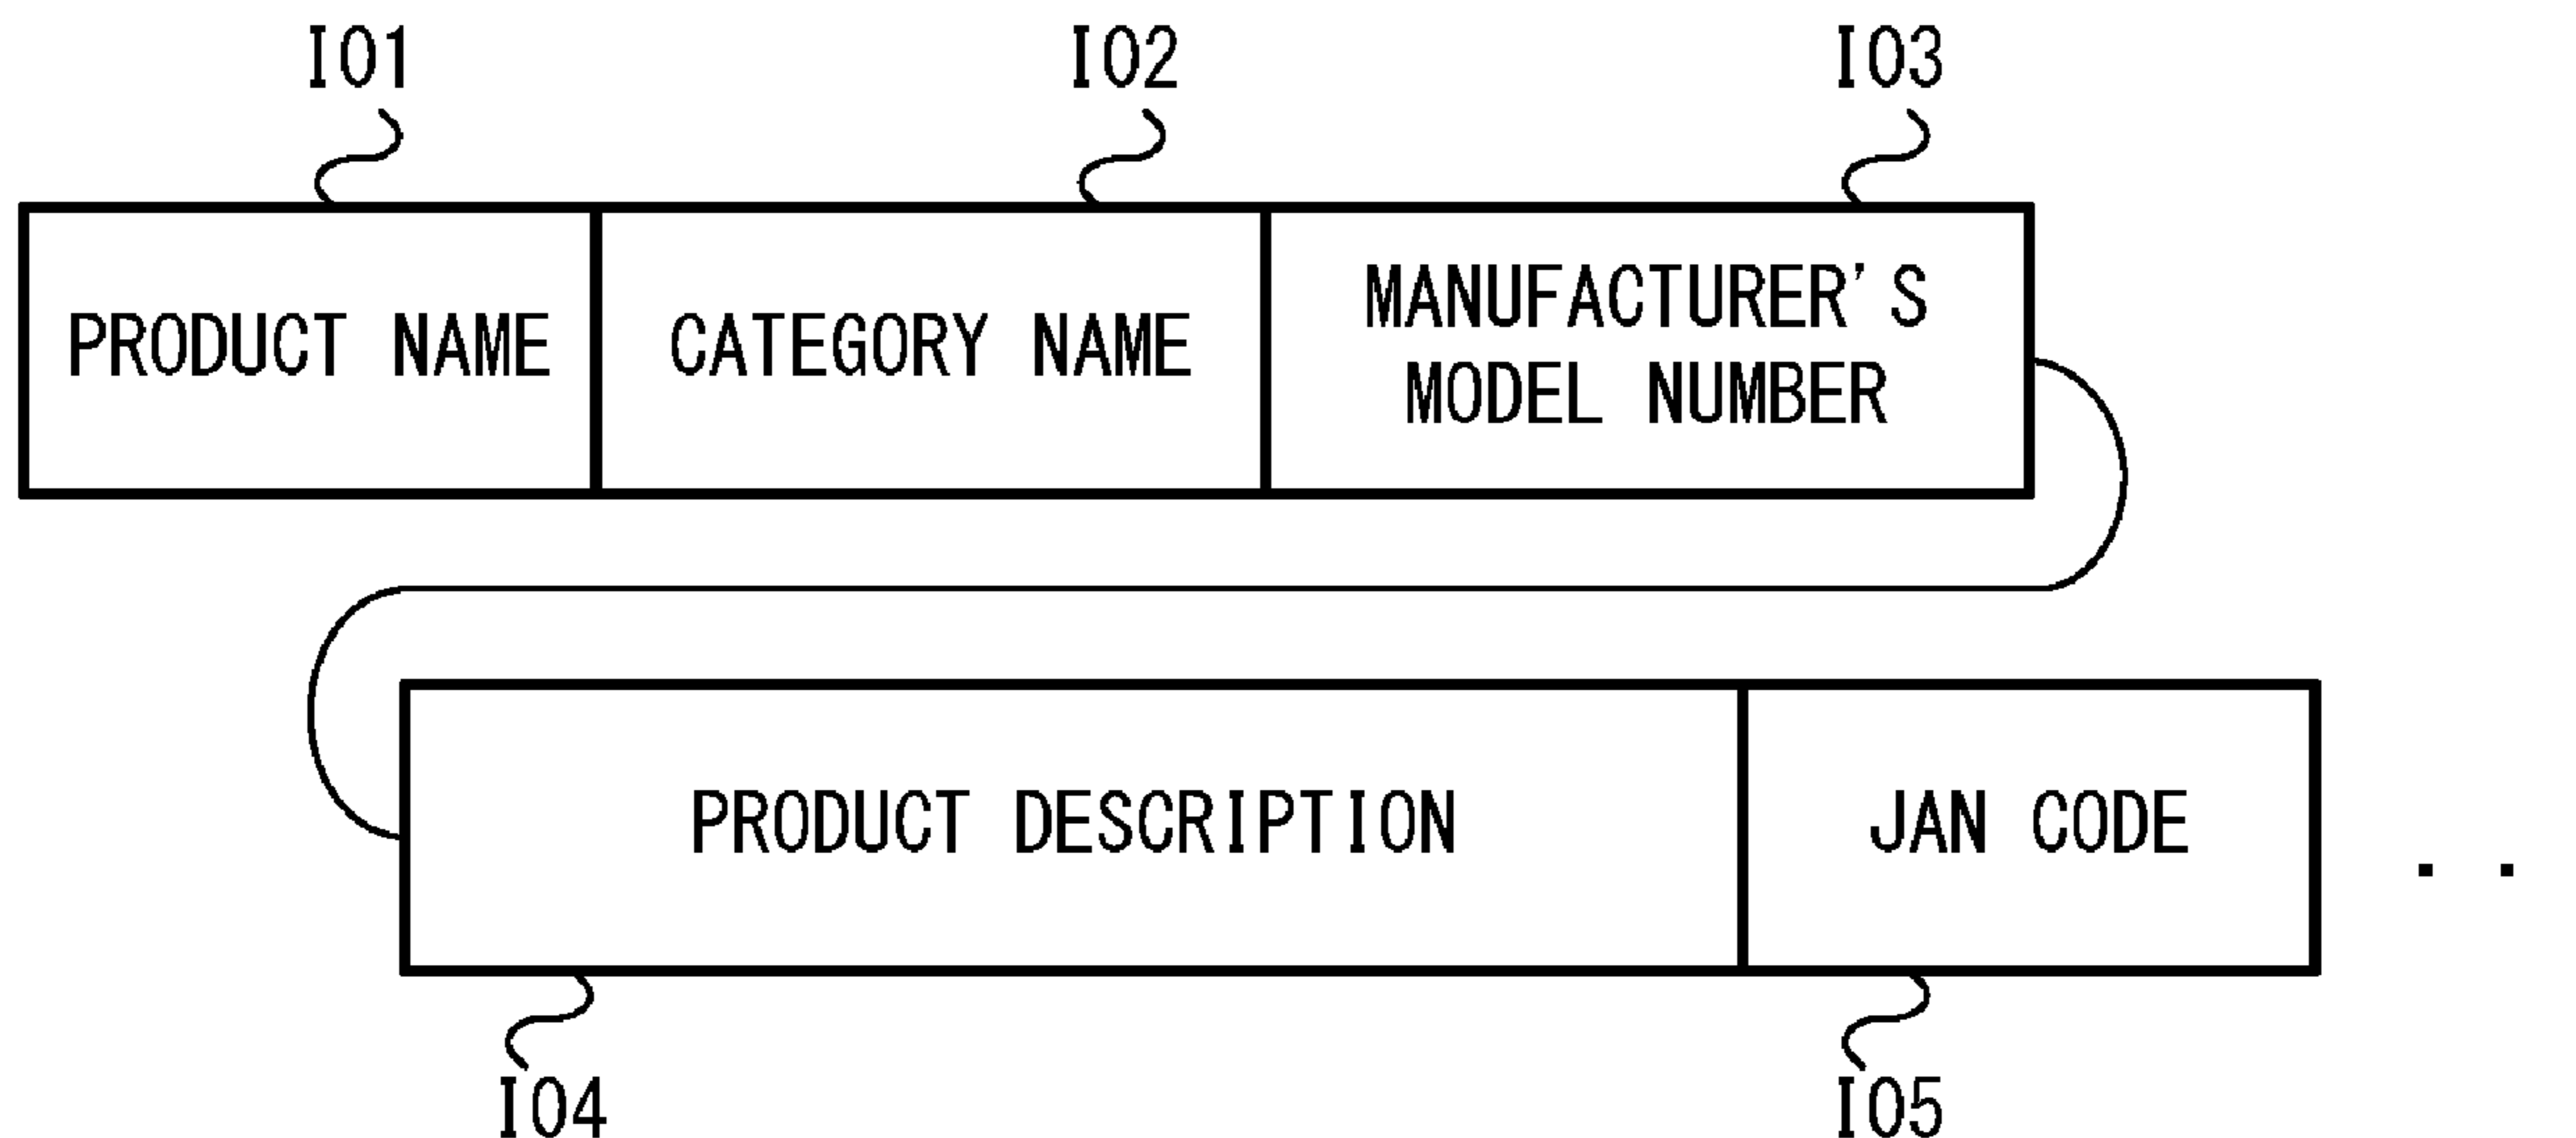 I01 I02 I03
PRODUCT NAME
CATEGORY NAME
MANUFACTURER'S
MODEL NUMBER
PRODUCT DESCRIPTION
JAN CODE
. .
I04 I05